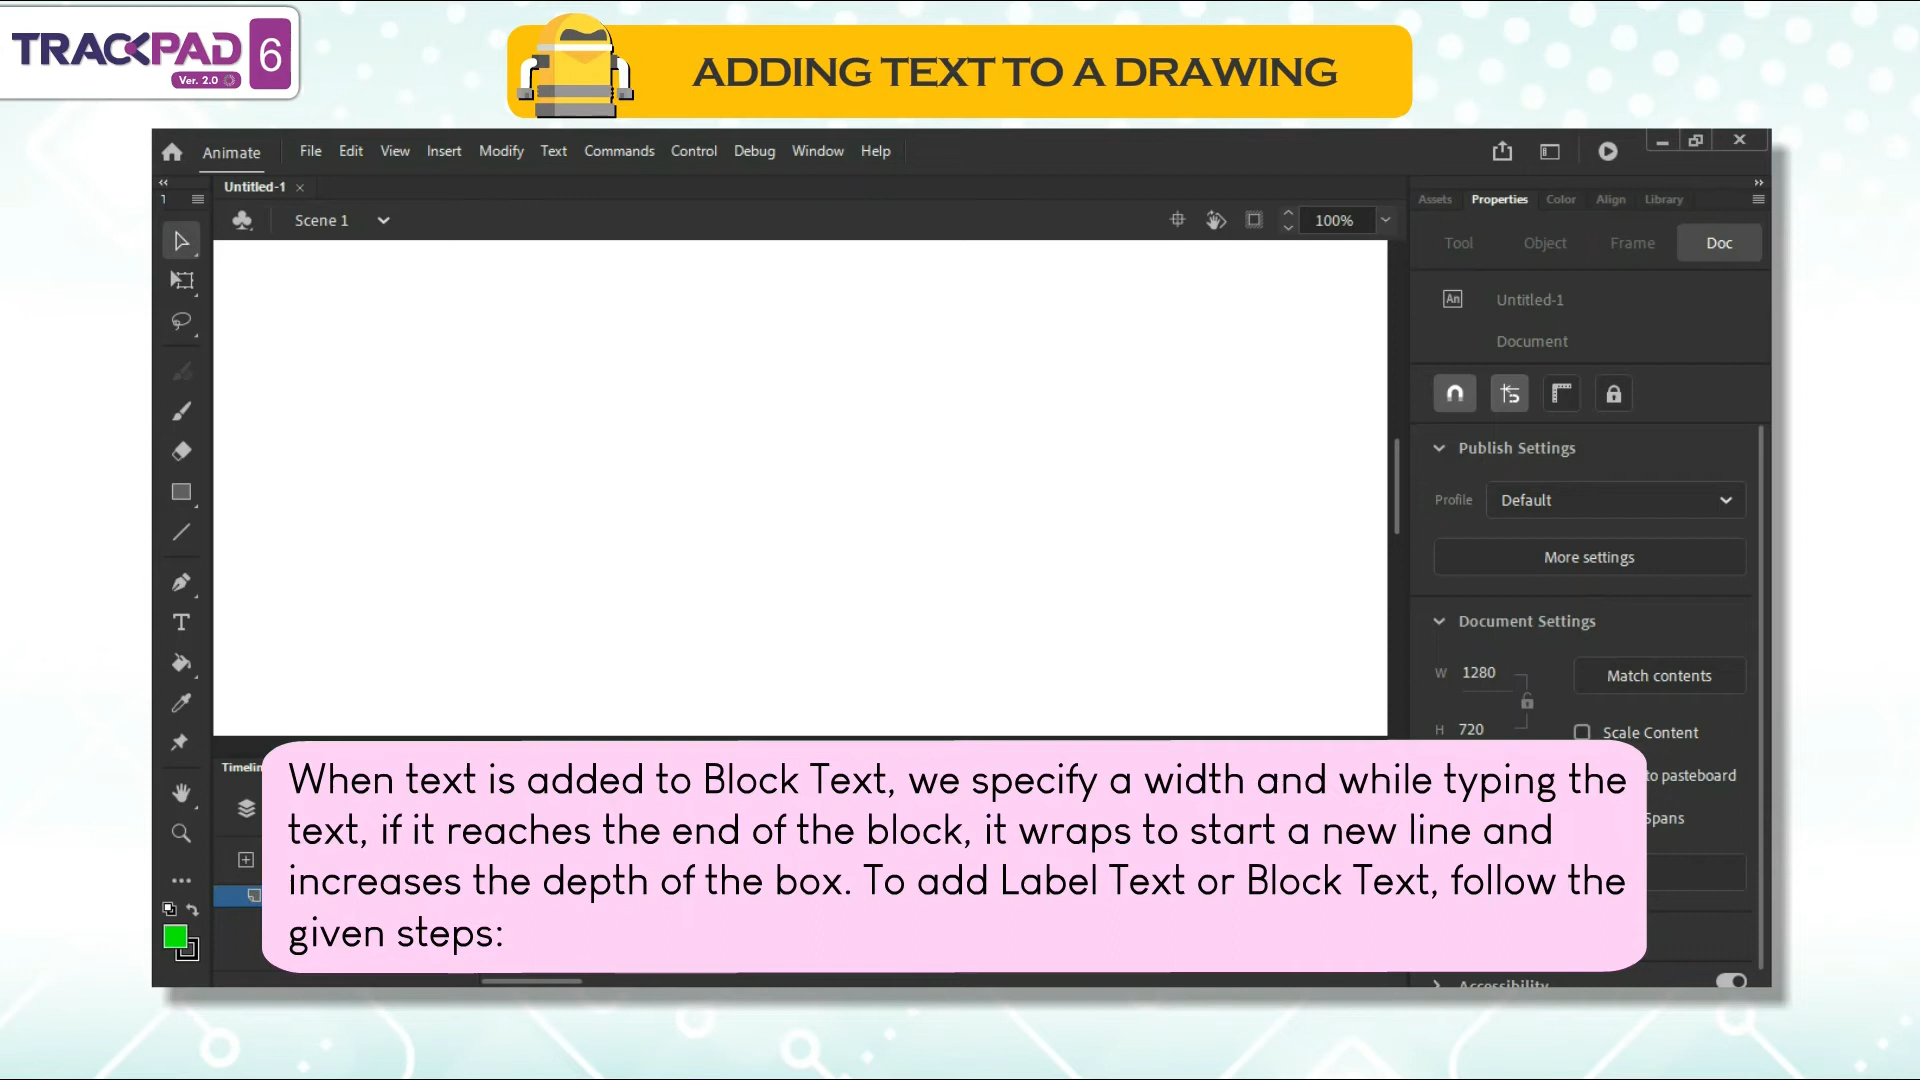 TRACKPAD 6
Ver. 2.0
ADDING TEXT TO A DRAWING
Animate File Edit View Insert Modify Text Commands Control Debug Window Help
Untitled-1
Scene 1
100%
Assets Properties Color Align Library
Tool Object Frame Doc
An Untitled-1
Document
Publish Settings
Profile Default
More settings
Document Settings
W 1280
Match contents
H 720
Scale Content
to pasteboard
Spans
Accessibility
T
When text is added to Block Text, we specify a width and while typing the
text, if it reaches the end of the block, it wraps to start a new line and
increases the depth of the box. To add Label Text or Block Text, follow the
given steps: